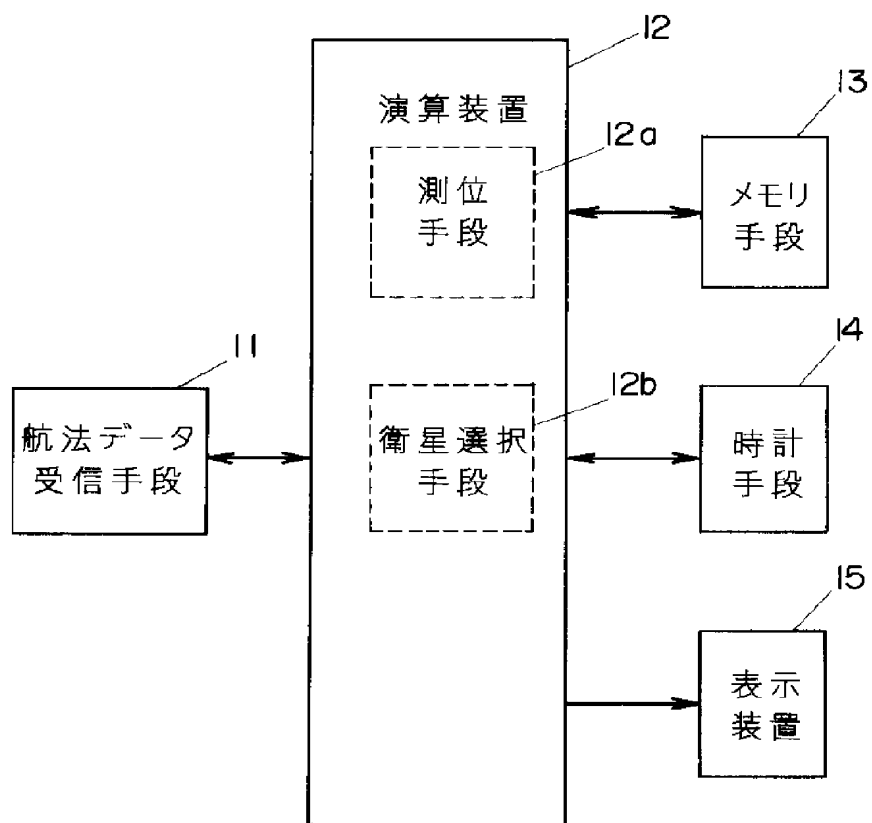 12
演算装置
13
12a
測位
手段
メモリ
手段
11
14
12b
航法データ
受信手段
衛星選択
手段
時計
手段
15
表示
装置